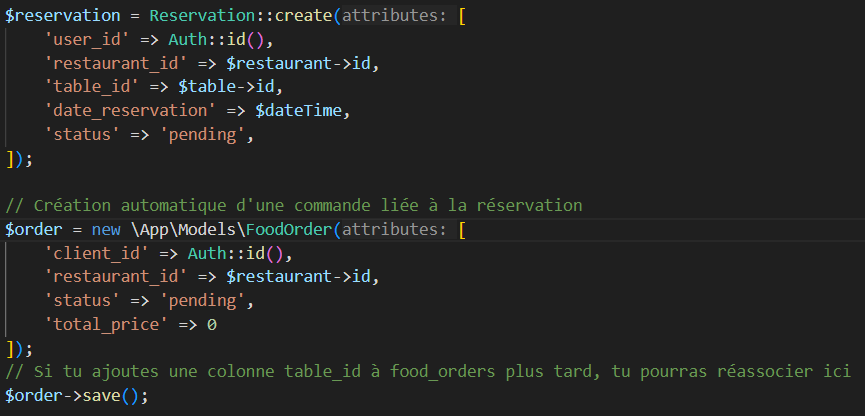 $reservation = Reservation::create(attributes: [
    'user_id' => Auth::id(),
    'restaurant_id' => $restaurant->id,
    'table_id' => $table->id,
    'date_reservation' => $dateTime,
    'status' => 'pending',
]);

// Création automatique d'une commande liée à la réservation
$order = new \App\Models\FoodOrder(attributes: [
    'client_id' => Auth::id(),
    'restaurant_id' => $restaurant->id,
    'status' => 'pending',
    'total_price' => 0
]);
// Si tu ajoutes une colonne table_id à food_orders plus tard, tu pourras réassocier ici
$order->save();